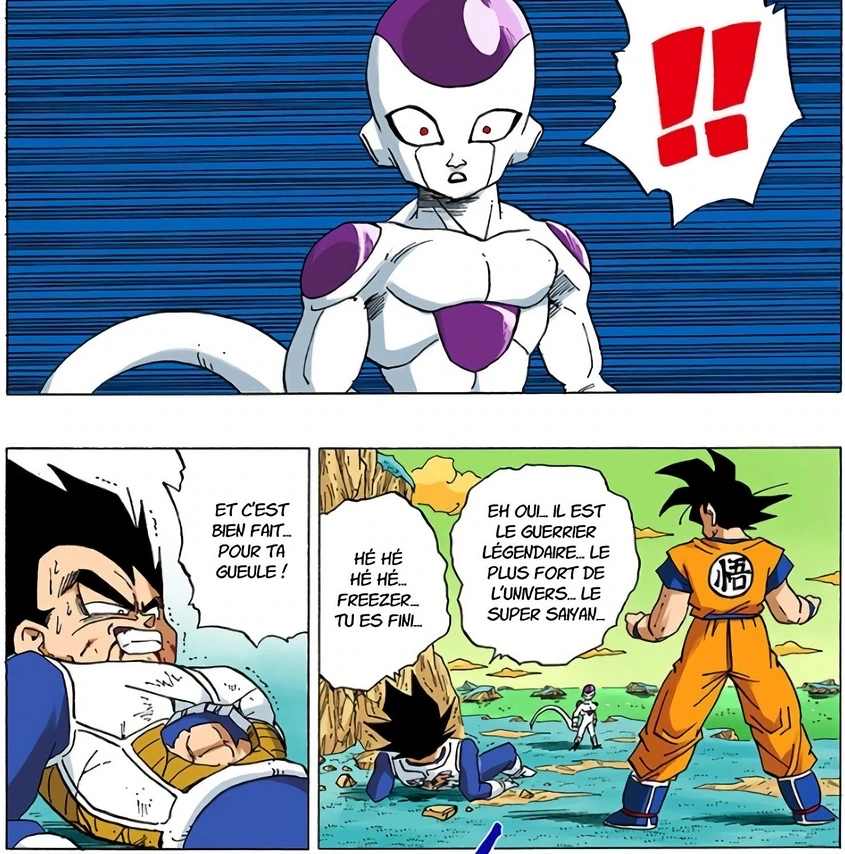 !!
EH OUI... IL EST
LE GUERRIER
LÉGENDAIRE... LE
PLUS FORT DE
L'UNIVERS... LE
SUPER SAIYAN...
悟
HÉ HÉ
HÉ HÉ...
FREEZER...
TU ES FINI...
ET C'EST
BIEN FAIT...
POUR TA
GUEULE !